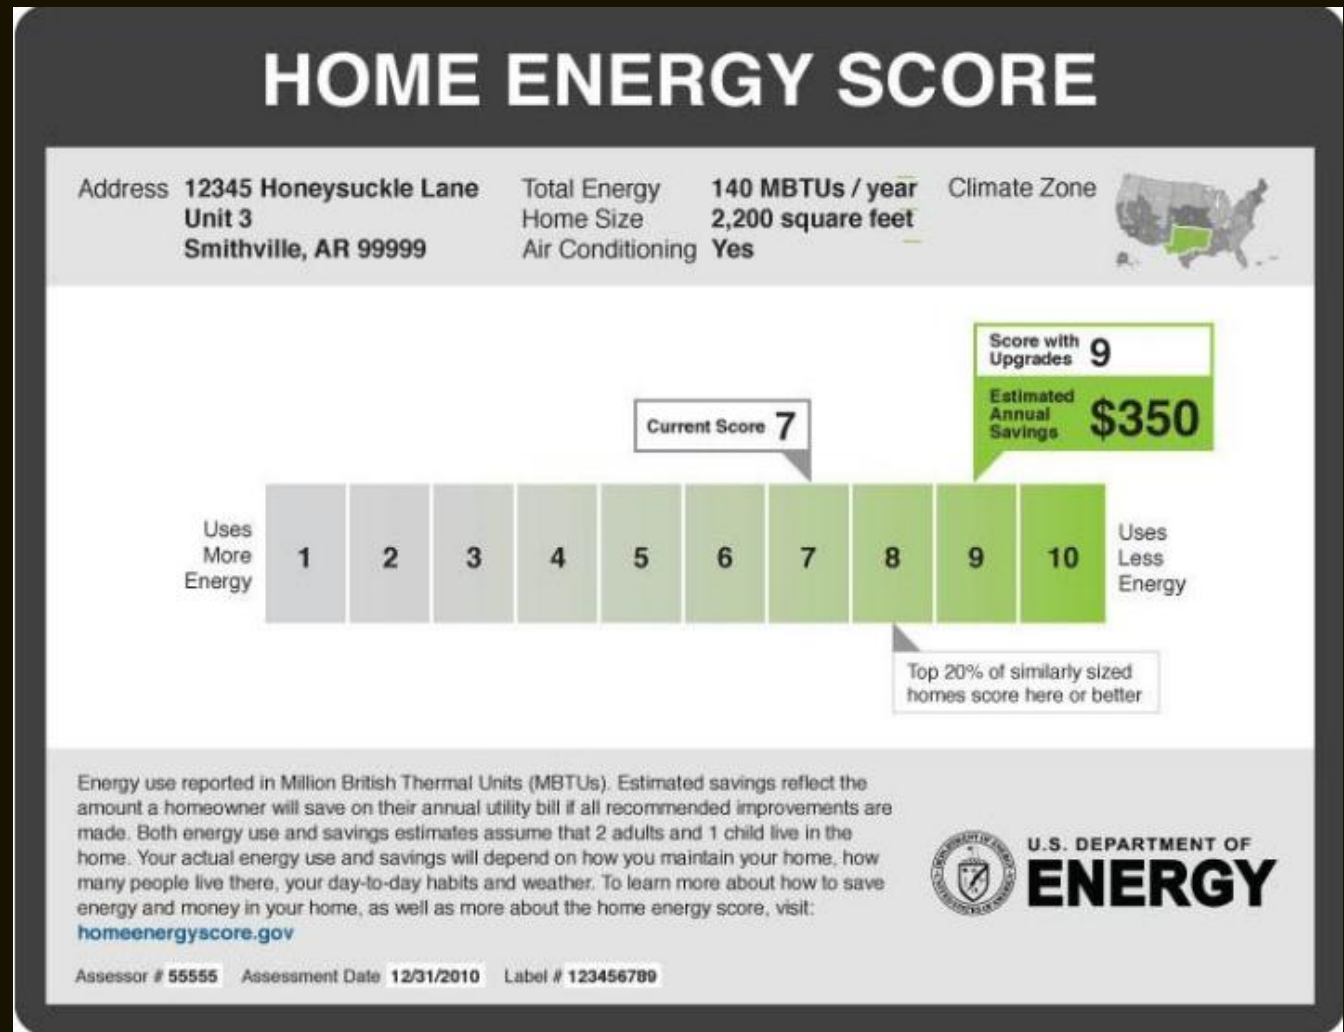 HOME ENERGY SCORE
Address 12345 Honeysuckle Lane
Unit 3
Smithville, AR 99999
Total Energy 140 MBTUs / year
Home Size 2,200 square feet
Air Conditioning Yes
Climate Zone
Score with
Upgrades 9
Estimated
Annual
Savings $350
Current Score 7
Uses
More
Energy
1 2 3 4 5 6 7 8 9 10
Uses
Less
Energy
Top 20% of similarly sized
homes score here or better
Energy use reported in Million British Thermal Units (MBTUs). Estimated savings reflect the
amount a homeowner will save on their annual utility bill if all recommended improvements are
made. Both energy use and savings estimates assume that 2 adults and 1 child live in the
home. Your actual energy use and savings will depend on how you maintain your home, how
many people live there, your day-to-day habits and weather. To learn more about how to save
energy and money in your home, as well as more about the home energy score, visit:
homeenergyscore.gov
Assessor # 55555 Assessment Date 12/31/2010 Label # 123456789
U.S. DEPARTMENT OF
ENERGY